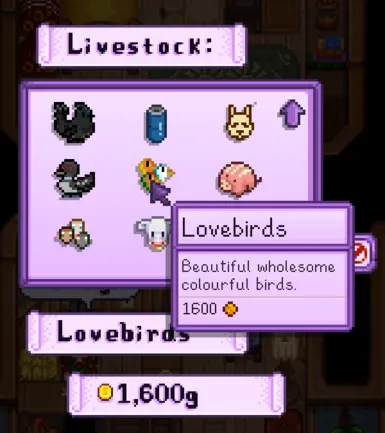 Livestock:
Lovebirds
Beautiful wholesome
colourful birds.
1600
Lovebirds
1,600g